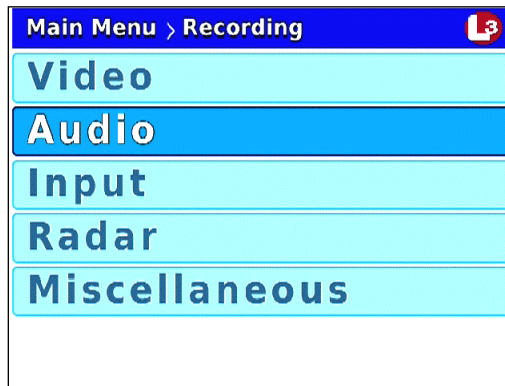 Main Menu > Recording
L3
Video
Audio
Input
Radar
Miscellaneous